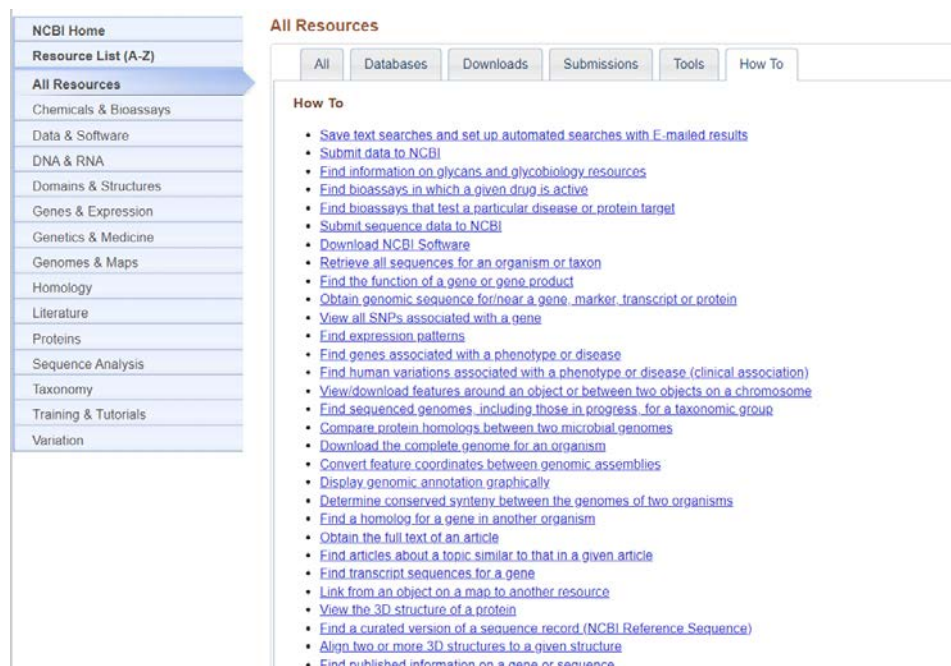 NCBI Home
Resource List (A-Z)
All Resources
Chemicals & Bioassays
Data & Software
DNA & RNA
Domains & Structures
Genes & Expression
Genetics & Medicine
Genomes & Maps
Homology
Literature
Proteins
Sequence Analysis
Taxonomy
Training & Tutorials
Variation
All Resources
All Databases Downloads Submissions Tools How To
How To
Save text searches and set up automated searches with E-mailed results
Submit data to NCBI
Find information on glycans and glycobiology resources
Find bioassays in which a given drug is active
Find bioassays that test a particular disease or protein target
Submit sequence data to NCBI
Download NCBI Software
Retrieve all sequences for an organism or taxon
Find the function of a gene or gene product
Obtain genomic sequence for/near a gene, marker, transcript or protein
View all SNPs associated with a gene
Find expression patterns
Find genes associated with a phenotype or disease
Find human variations associated with a phenotype or disease (clinical association)
View/download features around an object or between two objects on a chromosome
Find sequenced genomes, including those in progress, for a taxonomic group
Compare protein homologs between two microbial genomes
Download the complete genome for an organism
Convert feature coordinates between genomic assemblies
Display genomic annotation graphically
Determine conserved synteny between the genomes of two organisms
Find a homolog for a gene in another organism
Obtain the full text of an article
Find articles about a topic similar to that in a given article
Find transcript sequences for a gene
Link from an object on a map to another resource
View the 3D structure of a protein
Find a curated version of a sequence record (NCBI Reference Sequence)
Align two or more 3D structures to a given structure
Find published information on a gene or sequence